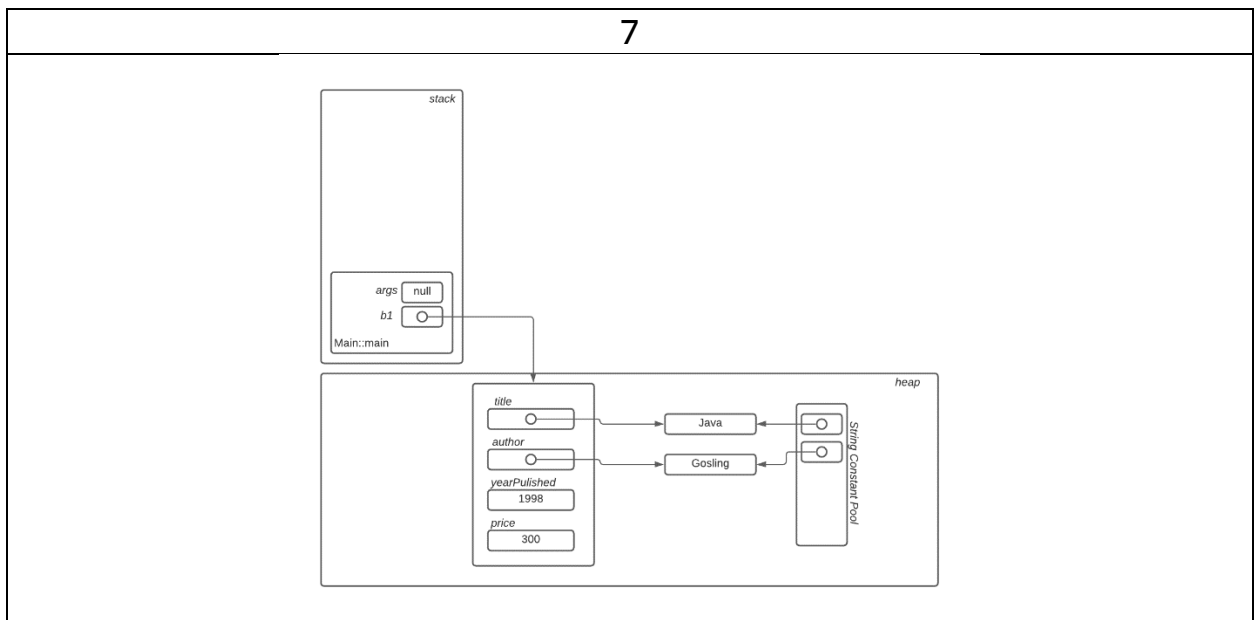 7
stack
args
null
b1
Main::main
heap
title
Java
author
Gosling
yearPulished
1998
price
300
String Constant Pool